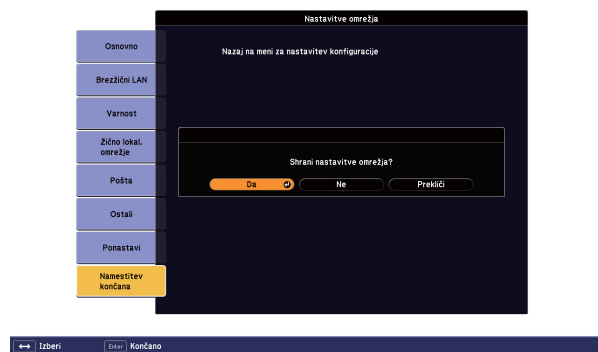 Nastavitve omrežja
Osnovno
Nazaj na meni za nastavitev konfiguracije
Brezžični LAN
Varnost
Žično lokal.
omrežje
Shrani nastavitve omrežja?
Pošta
Da Ne Prekliči
Ostali
Ponastavi
Namestitev
končana
Izberi Enter Končano